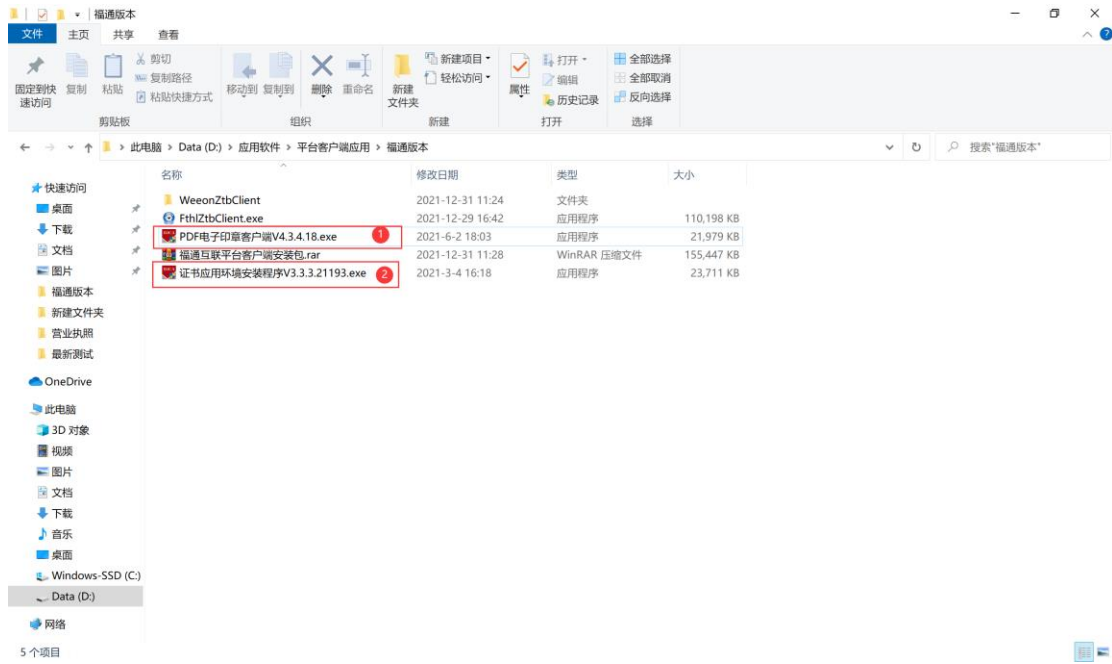 福通版本
文件 主页 共享 查看
固定到快速访问 复制 粘贴 剪切 复制路径 粘贴快捷方式 移动到 复制到 删除 重命名 新建文件夹 新建项目 轻松访问 属性 打开 编辑 历史记录 全部选择 全部取消 反向选择
剪贴板 组织 新建 打开 选择
此电脑 > Data (D:) > 应用软件 > 平台客户端应用 > 福通版本 搜索"福通版本"
名称 修改日期 类型 大小
WeeonZtbClient 2021-12-31 11:24 文件夹
FthlZtbClient.exe 2021-12-29 16:42 应用程序 110,198 KB
PDF电子印章客户端V4.3.4.18.exe 1 2021-6-2 18:03 应用程序 21,979 KB
福通互联平台客户端安装包.rar 2021-12-31 11:28 WinRAR 压缩文件 155,447 KB
证书应用环境安装程序V3.3.3.21193.exe 2 2021-3-4 16:18 应用程序 23,711 KB
快速访问
桌面
下载
文档
图片
福通版本
新建文件夹
营业执照
最新测试
OneDrive
此电脑
3D 对象
视频
图片
文档
下载
音乐
桌面
Windows-SSD (C:)
Data (D:)
网络
5 个项目